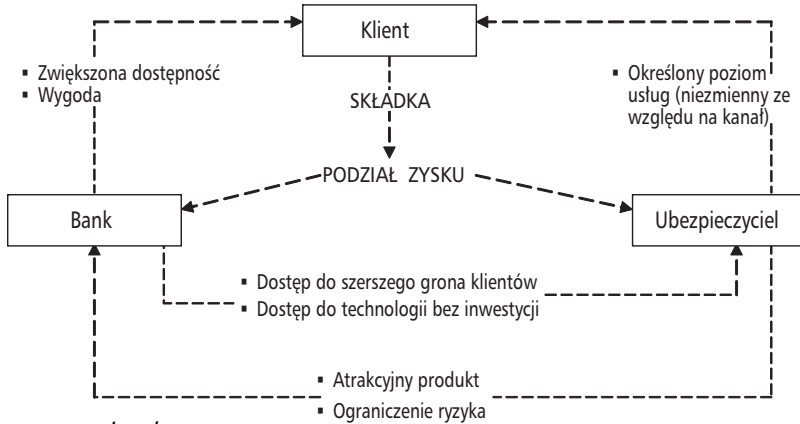 Klient
▪ Zwiększona dostępność
▪ Wygoda
▪ Określony poziom
usług (niezmienny ze
względu na kanał)
SKŁADKA
PODZIAŁ ZYSKU
Bank
Ubezpieczyciel
▪ Dostęp do szerszego grona klientów
▪ Dostęp do technologii bez inwestycji
▪ Atrakcyjny produkt
▪ Ograniczenie ryzyka